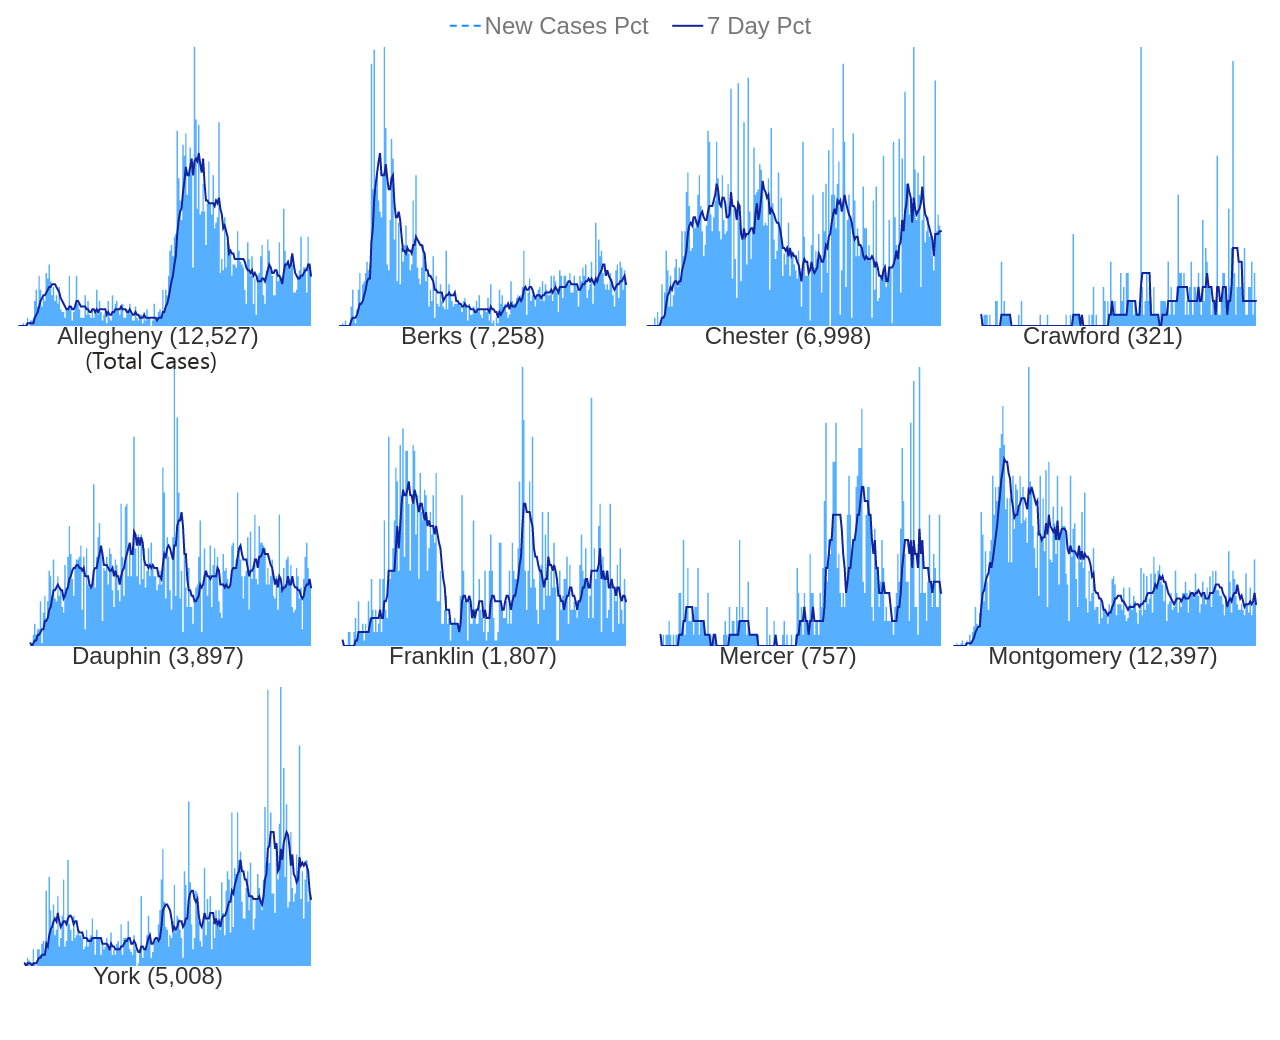 New Cases Pct 7 Day Pct
Allegheny (12,527) Berks (7,258) Chester (6,998) Crawford (321)
(Total Cases)
Dauphin (3,897) Franklin (1,807) Mercer (757) Montgomery (12,397)
York (5,008)